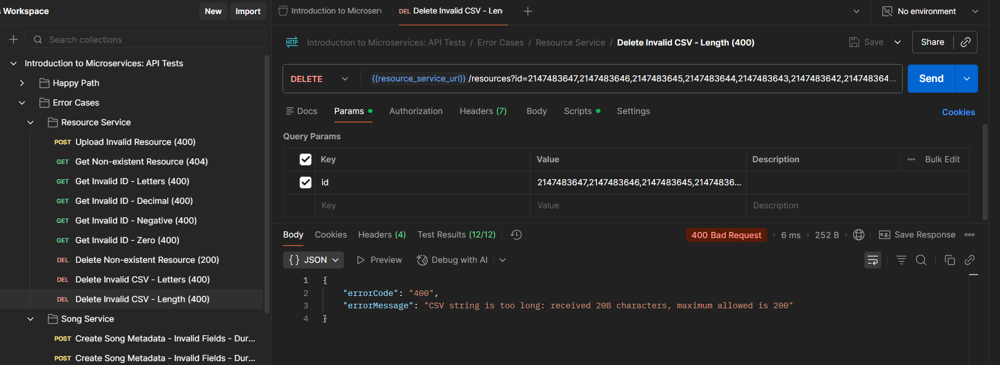 s Workspace
New
Import
Search collections
Introduction to Microservices: API Tests
Happy Path
Error Cases
Resource Service
POST Upload Invalid Resource (400)
GET Get Non-existent Resource (404)
GET Get Invalid ID - Letters (400)
GET Get Invalid ID - Decimal (400)
GET Get Invalid ID - Negative (400)
GET Get Invalid ID - Zero (400)
DEL Delete Non-existent Resource (200)
DEL Delete Invalid CSV - Letters (400)
DEL Delete Invalid CSV - Length (400)
Song Service
POST Create Song Metadata - Invalid Fields - Dur...
POST Create Song Metadata - Invalid Fields - Dur...
Introduction to Microserv
DEL Delete Invalid CSV - Len
No environment
HTTP Introduction to Microservices: API Tests / Error Cases / Resource Service / Delete Invalid CSV - Length (400)
Save
Share
DELETE
{{resource_service_url}}/resources?id=2147483647,2147483646,2147483645,2147483644,2147483643,2147483642,214748364...
Send
Docs Params Authorization Headers (7) Body Scripts Settings
Cookies
Query Params
Key Value Description Bulk Edit
id 2147483647,2147483646,2147483645,21474836...
Key Value Description
Body Cookies Headers (4) Test Results (12/12)
400 Bad Request • 6 ms • 252 B
e.g. Save Response
{} JSON Preview Debug with AI
1 {
2 "errorCode": "400",
3 "errorMessage": "CSV string is too long: received 208 characters, maximum allowed is 200"
4 }